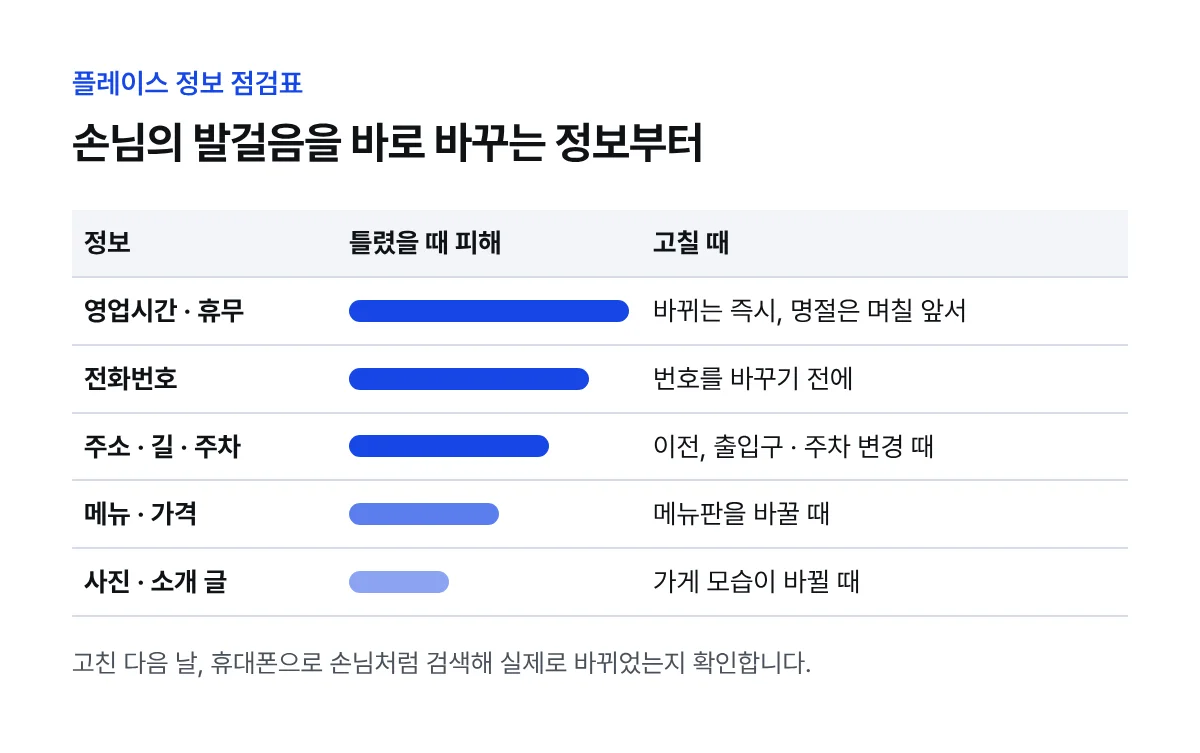 플레이스 정보 점검표
손님의 발걸음을 바로 바꾸는 정보부터
정보 틀렸을 때 피해 고칠 때
영업시간 · 휴무 바뀌는 즉시, 명절은 며칠 앞서
전화번호 번호를 바꾸기 전에
주소 · 길 · 주차 이전, 출입구 · 주차 변경 때
메뉴 · 가격 메뉴판을 바꿀 때
사진 · 소개 글 가게 모습이 바뀔 때
고친 다음 날, 휴대폰으로 손님처럼 검색해 실제로 바뀌었는지 확인합니다.